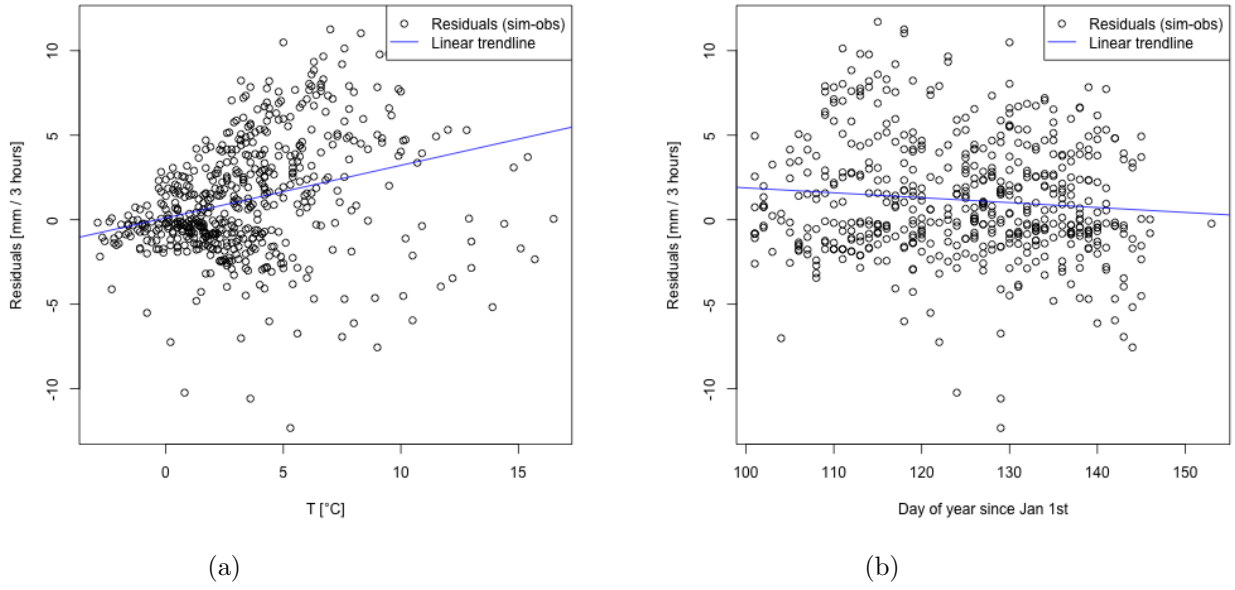 Residuals (sim-obs)
Linear trendline
Residuals [mm / 3 hours]
10
5
0
-5
-10
0
5
10
15
T [°C]
(a)
Residuals (sim-obs)
Linear trendline
Residuals [mm / 3 hours]
10
5
0
-5
-10
100
110
120
130
140
150
Day of year since Jan 1st
(b)